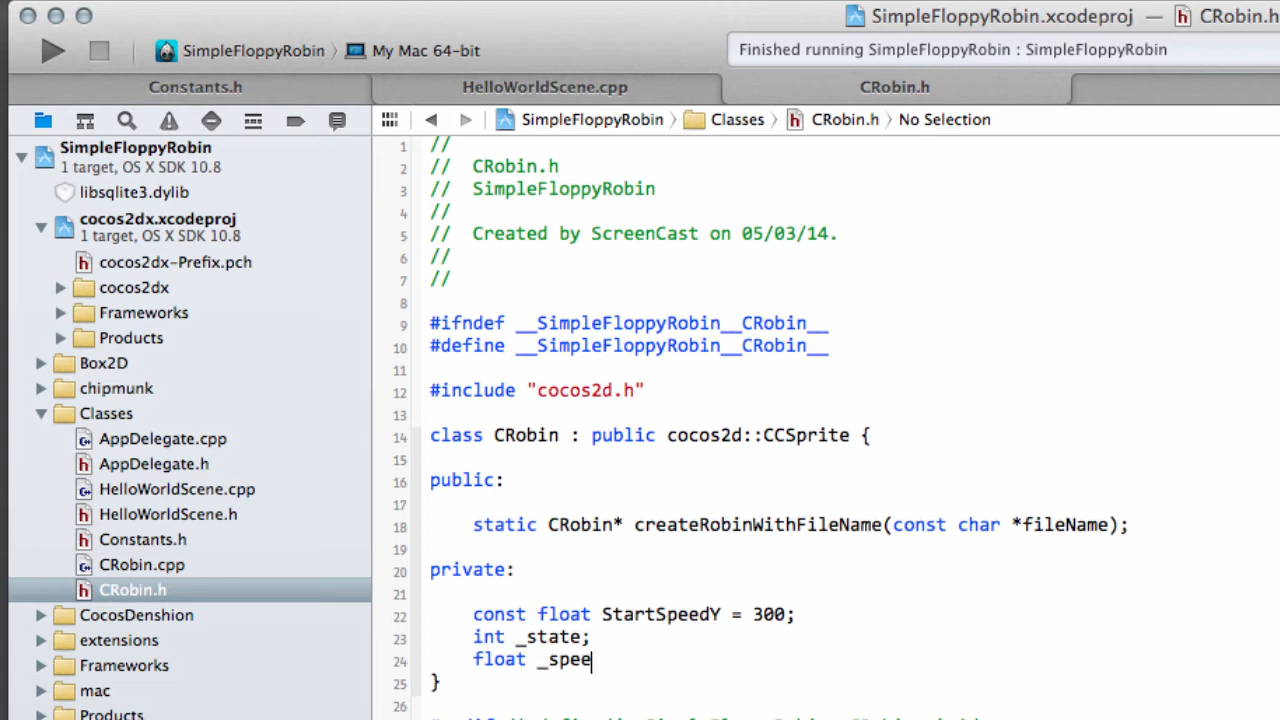 SimpleFloppyRobin.xcodeproj — CRobin.h
SimpleFloppyRobin 〉 My Mac 64-bit
Finished running SimpleFloppyRobin : SimpleFloppyRobin
Constants.h
HelloWorldScene.cpp
CRobin.h
SimpleFloppyRobin 〉 Classes 〉 CRobin.h 〉 No Selection
SimpleFloppyRobin
1 target, OS X SDK 10.8
libsqlite3.dylib
cocos2dx.xcodeproj
1 target, OS X SDK 10.8
cocos2dx-Prefix.pch
cocos2dx
Frameworks
Products
Box2D
chipmunk
Classes
AppDelegate.cpp
AppDelegate.h
HelloWorldScene.cpp
HelloWorldScene.h
Constants.h
CRobin.cpp
CRobin.h
CocosDenshion
extensions
Frameworks
mac
Products
1 //
2 //  CRobin.h
3 //  SimpleFloppyRobin
4 //
5 //  Created by ScreenCast on 05/03/14.
6 //
7 //
8
9 #ifndef __SimpleFloppyRobin__CRobin__
10 #define __SimpleFloppyRobin__CRobin__
11
12 #include "cocos2d.h"
13
14 class CRobin : public cocos2d::CCSprite {
15
16 public:
17
18 static CRobin* createRobinWithFileName(const char *fileName);
19
20 private:
21
22 const float StartSpeedY = 300;
23 int _state;
24 float _spee
25 }
26